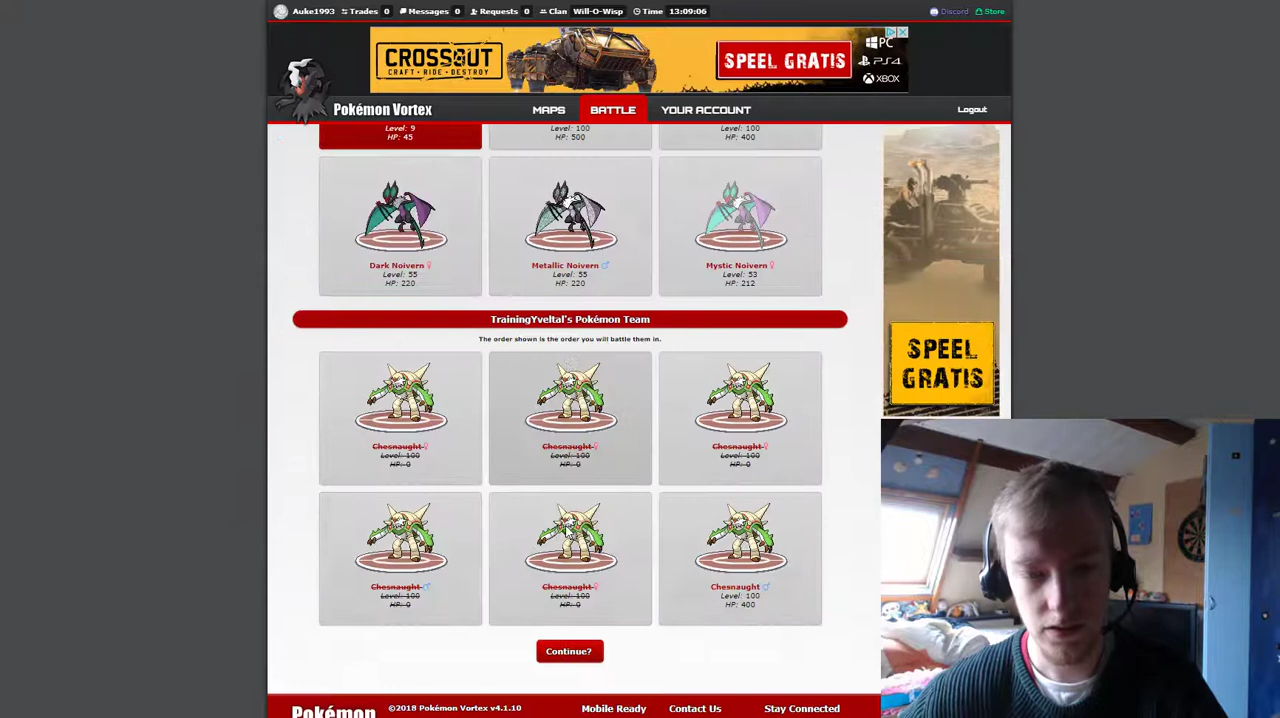 Auke1993 Trades 0 Messages 0 Requests 0 Clan Will-O-Wisp Time 13:09:06 Discord Store
CROSSOUT
CRAFT • RIDE • DESTROY
SPEEL GRATIS
PC
PS4
XBOX
Pokémon Vortex MAPS BATTLE YOUR ACCOUNT Logout
Level: 9 Level: 100 Level: 100
HP: 45 HP: 500 HP: 400
Dark Noivern ♀ Metallic Noivern ♂ Mystic Noivern ♀
Level: 55 Level: 55 Level: 53
HP: 220 HP: 220 HP: 212
TrainingYveltal's Pokémon Team
The order shown is the order you will battle them in.
SPEEL
GRATIS
Chesnaught ♀ Chesnaught ♀ Chesnaught ♀
Level: 100 Level: 100 Level: 100
HP: 0 HP: 0 HP: 0
Chesnaught ♂ Chesnaught ♀ Chesnaught ♂
Level: 100 Level: 100 Level: 100
HP: 0 HP: 0 HP: 400
Continue?
Pokémon ©2018 Pokémon Vortex v4.1.10 Mobile Ready Contact Us Stay Connected